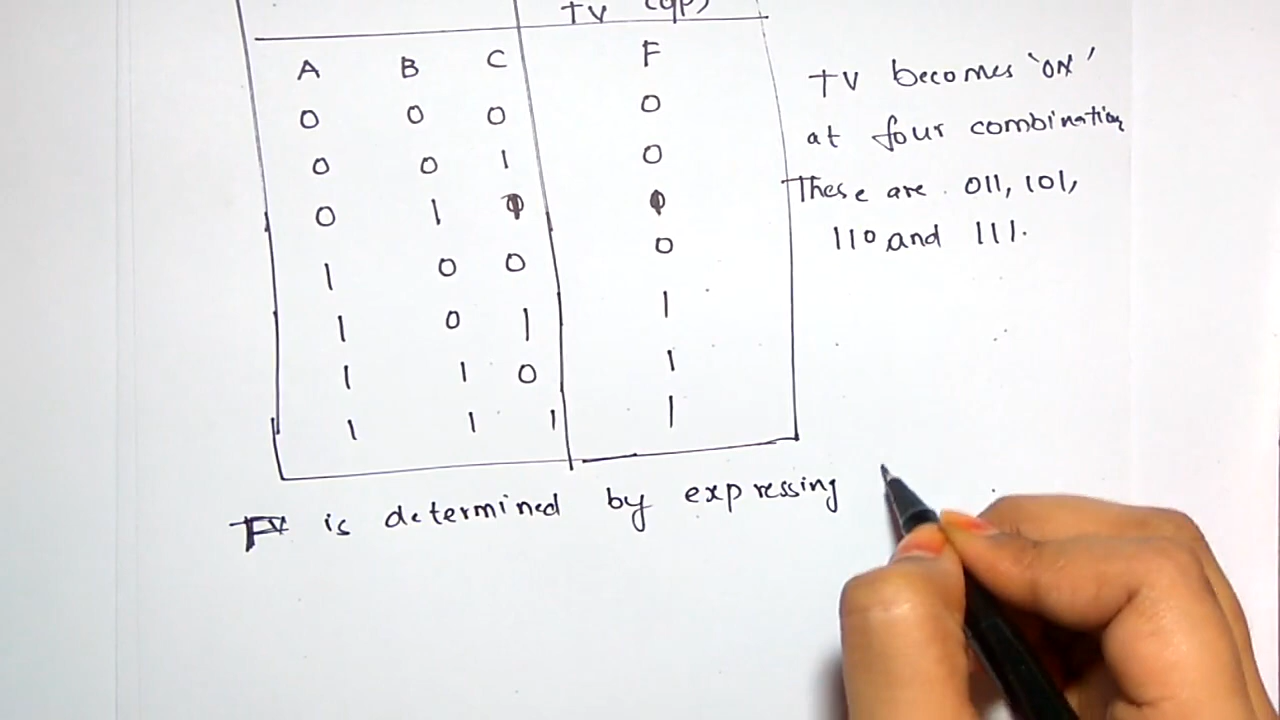 TV (o/p)
A B C F
0 0 0 0
0 0 1 0
0 1
1 0 0 0
1 0 1 1
1 1 0 1
1 1 1 1
TV becomes 'ON'
at four combination
These are. 011, 101,
110 and 111.
F is determined by expressing